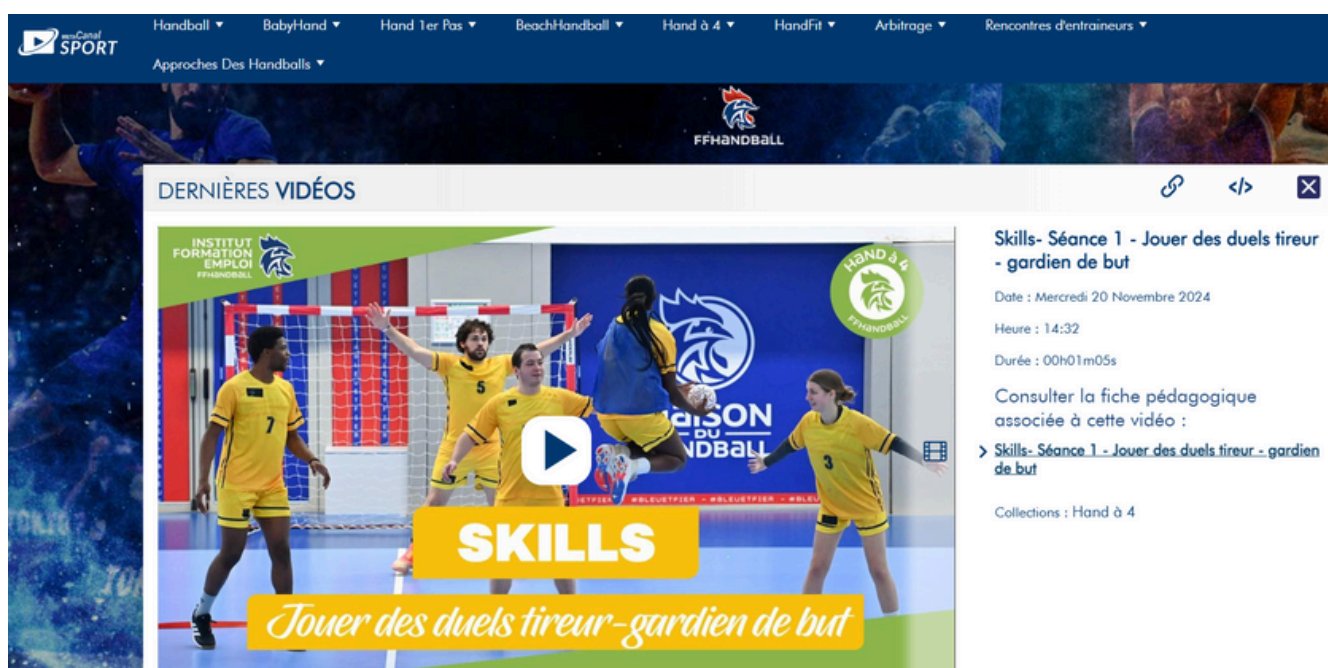 Handball ▼ BabyHand ▼ Hand 1er Pas ▼ BeachHandball ▼ Hand à 4 ▼ HandFit ▼ Arbitrage ▼ Rencontres d'entraineurs ▼
Canal
SPORT
Approches Des Handballs ▼
FFHANDBALL
DERNIÈRES VIDÉOS
</>
INSTITUT
FORMATION
EMPLOI
FFHANDBALL
HAND à 4
FFHANDBALL
5
7
3
MAISON
DU
HANDBALL
#BLEUETFIER - #BLEUETFIER - #BLEU
SKILLS
Jouer des duels tireur-gardien de but
Skills- Séance 1 - Jouer des duels tireur
- gardien de but
Date : Mercredi 20 Novembre 2024
Heure : 14:32
Durée : 00h01m05s
Consulter la fiche pédagogique
associée à cette vidéo :
Skills- Séance 1 - Jouer des duels tireur - gardien
de but
Collections : Hand à 4